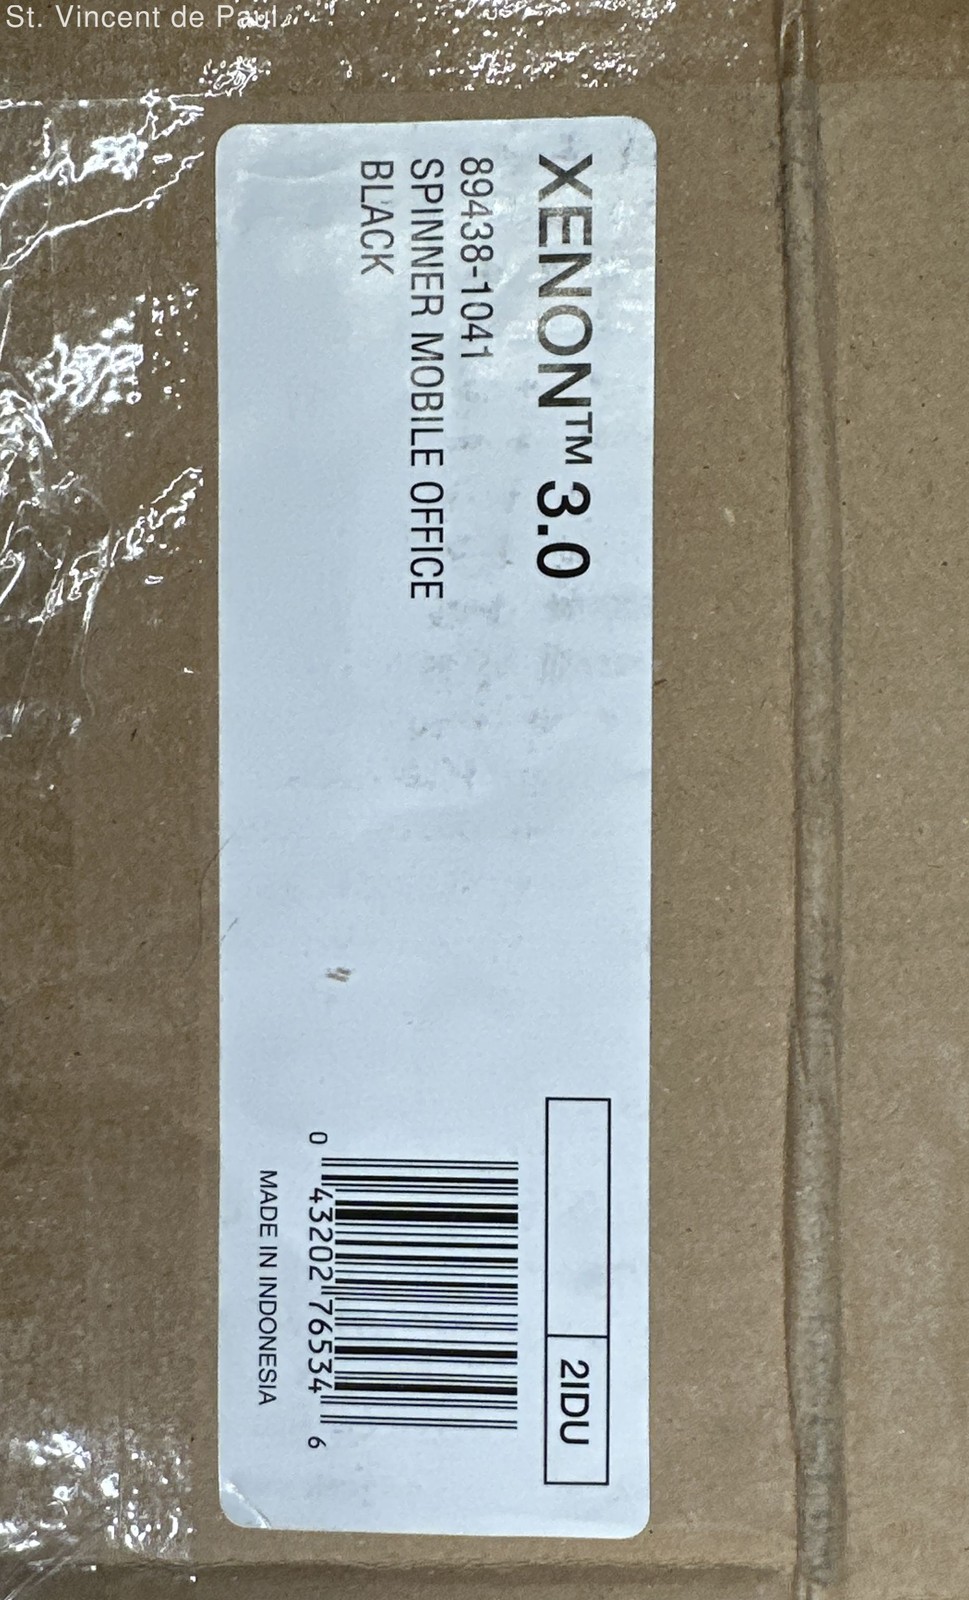 St. Vincent de Paul
XENON™ 3.0
89438-1041
SPINNER MOBILE OFFICE
BLACK
2IDU
0 43202 76534 6
MADE IN INDONESIA